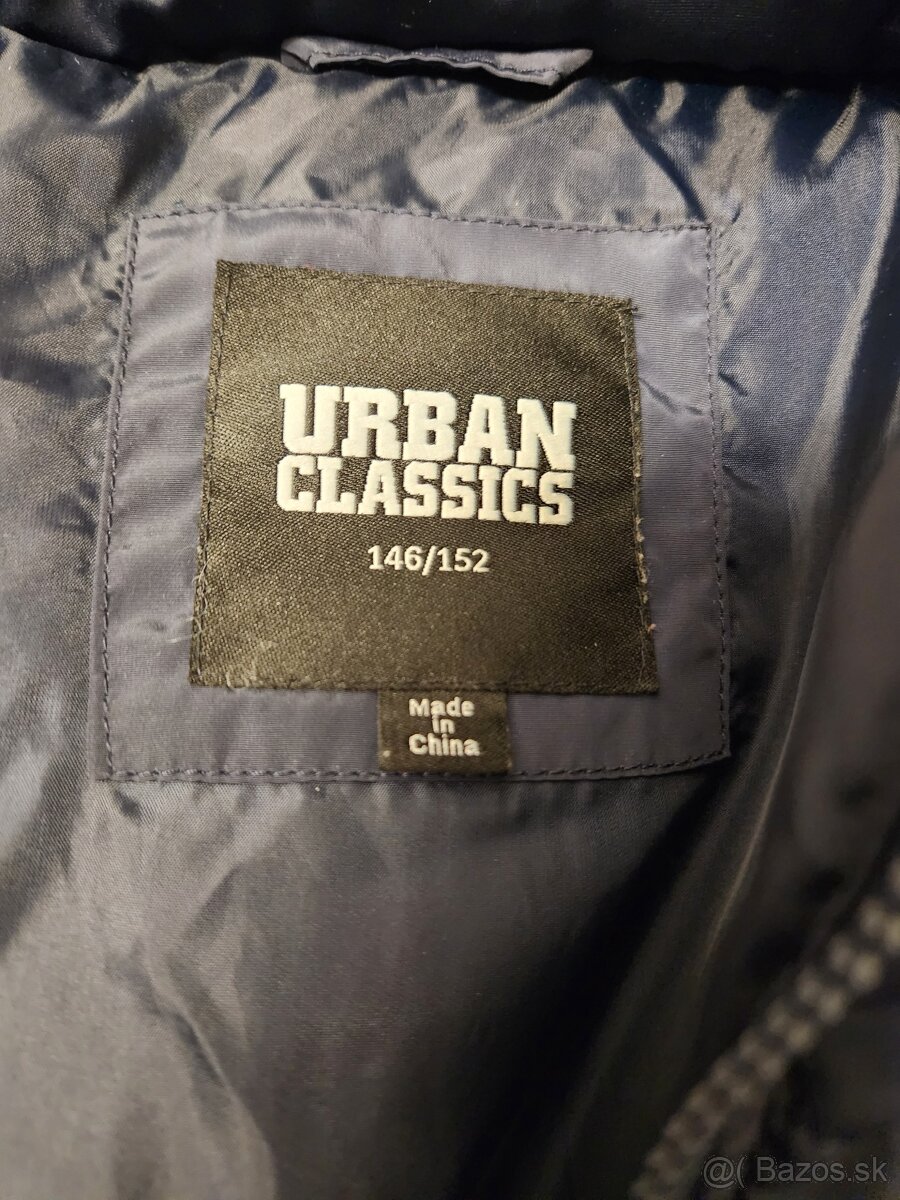 URBAN
CLASSICS
146/152
Made
in
China
@( Bazos.sk